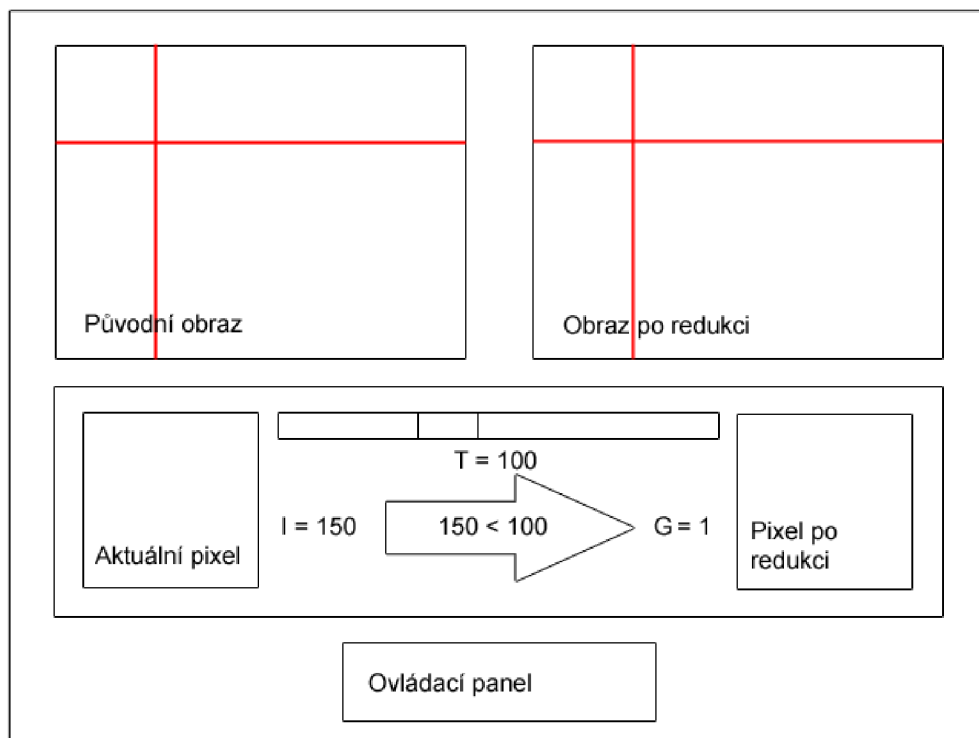 Původní obraz
Obraz po redukci
T = 100
I = 150
150 < 100
G = 1
Aktuální pixel
Pixel po
redukci
Ovládací panel